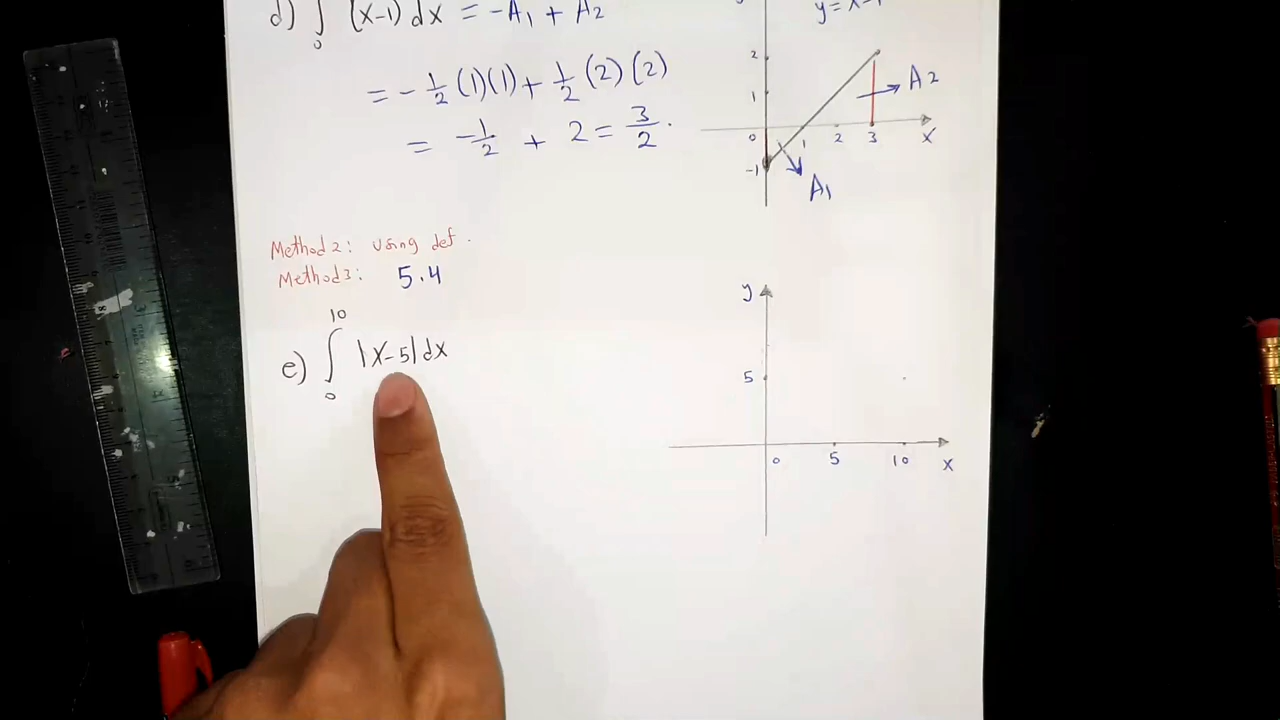 d) ∫₀ (x-1) dx = -A₁ + A₂
= -1/2 (1)(1) + 1/2 (2)(2)
= -1/2 + 2 = 3/2.
2
1
0
1
2
3
x
-1
A₁
A2
Method 2: Using def.
Method 3: 5.4
e) ∫₀¹⁰ |x-5| dx
y
5
0
5
10
x